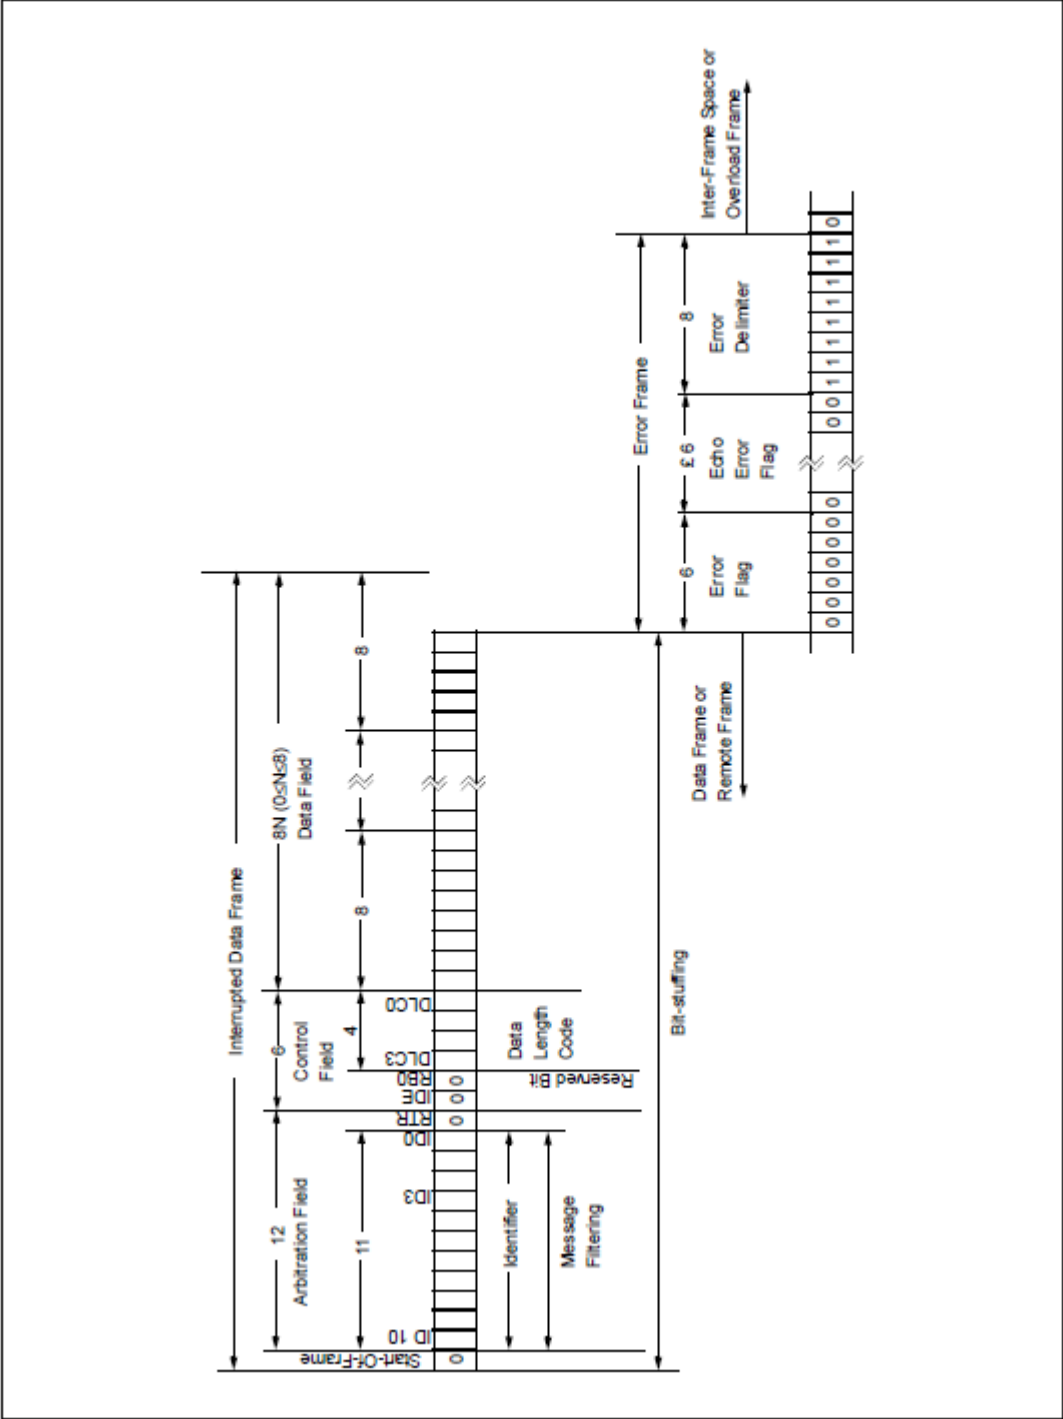 Interrupted Data Frame
12
Arbitration Field
6
Control
Field
8N (0≤N≤8)
Data Field
11
4
8
8
Start-Of-Frame
ID 10
ID3
ID0
RTR
IDE
RB0
DLC3
DLC0
0
0
0
0
Identifier
Message
Filtering
Reserved Bit
Data
Length
Code
Bit-stuffing
Data Frame or
Remote Frame
Error Frame
6
Error
Flag
£ 6
Echo
Error
Flag
8
Error
Delimiter
Inter-Frame Space or
Overload Frame
0 0 0 0 0 0 0 0 0 1 1 1 1 1 1 1 1 0